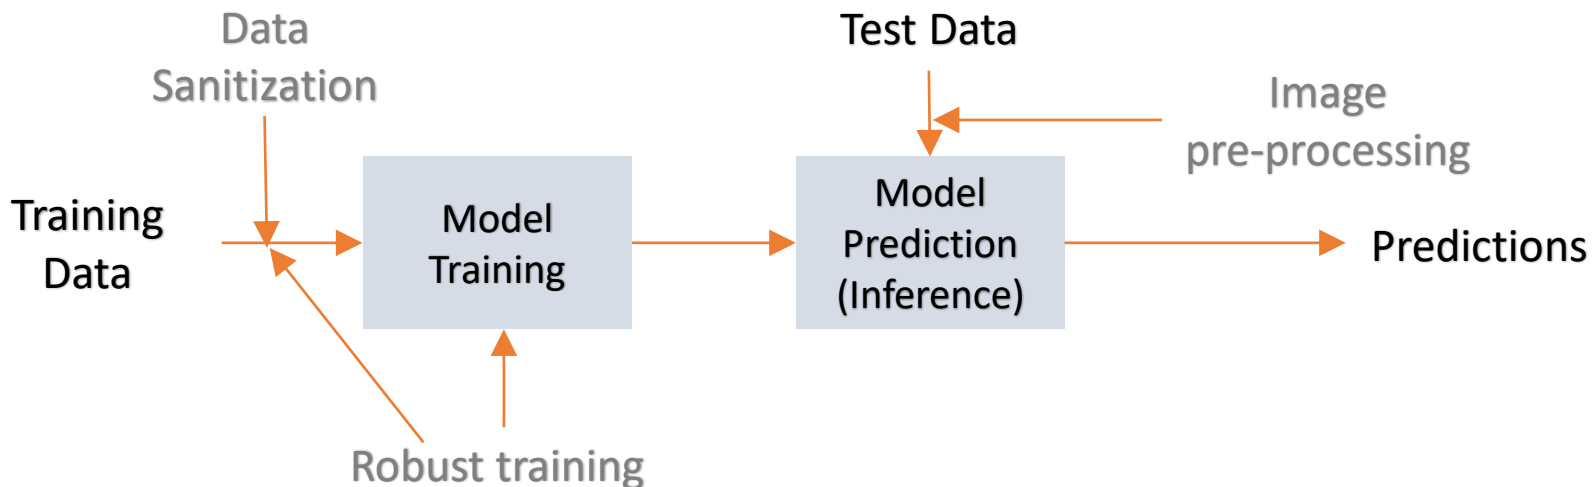 Data
Sanitization
Test Data
Image
pre-processing
Training
Data
Model
Training
Model
Prediction
(Inference)
Predictions
Robust training